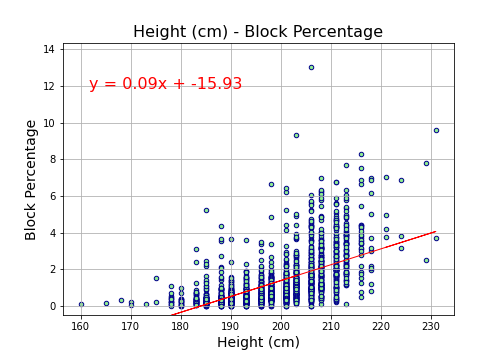 Height (cm) - Block Percentage
y = 0.09x + -15.93
Block Percentage
14
12
10
8
6
4
2
0
160 170 180 190 200 210 220 230
Height (cm)